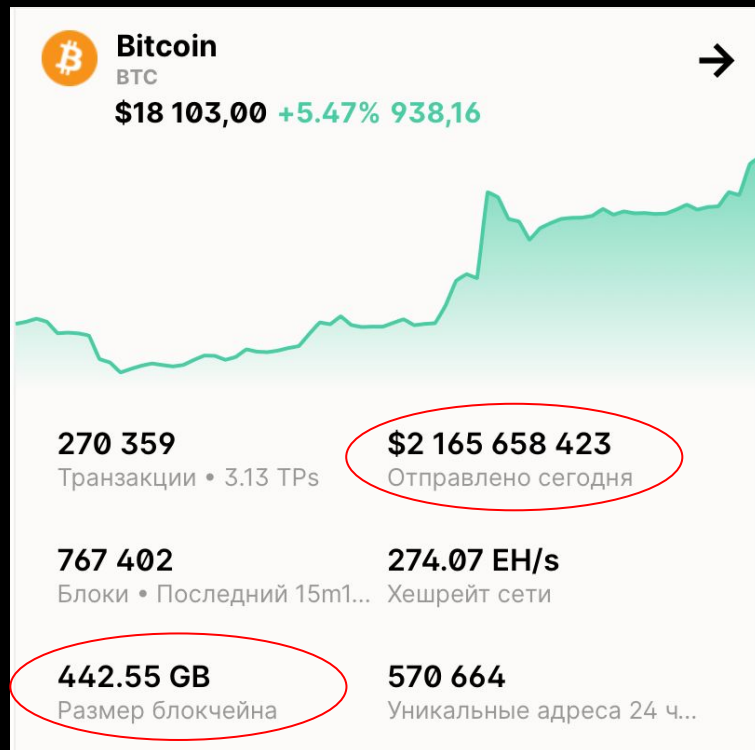 Bitcoin
BTC
$18 103,00 +5.47% 938,16
270 359
Транзакции • 3.13 TPs
$2 165 658 423
Отправлено сегодня
767 402
Блоки • Последний 15m1...
274.07 EH/s
Хешрейт сети
442.55 GB
Размер блокчейна
570 664
Уникальные адреса 24 ч...